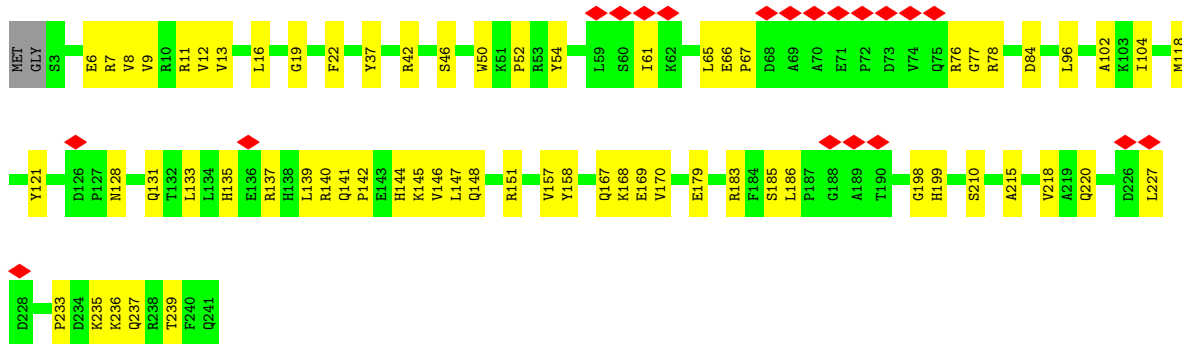 MET GLY S3 E6 R7 V8 V9 R10 R11 V12 V13 L16 G19 F22 Y37 R42 S46 W50 K51 P52 R53 Y54 L59 S60 I61 K62 L65 E66 P67 D68 A69 A70 E71 P72 D73 V74 Q75 R76 G77 R78 D84 L96 A102 K103 I104 M118
Y121 D126 P127 N128 Q131 T132 L133 L134 H135 E136 R137 H138 L139 R140 Q141 P142 E143 H144 K145 V146 L147 Q148 R151 V157 Y158 Q167 K168 E169 V170 E179 R183 F184 S185 L186 P187 G188 A189 T190 G198 H199 S210 A215 V218 A219 Q220 D226 L227
D228 P233 D234 K235 K236 Q237 R238 T239 F240 Q241